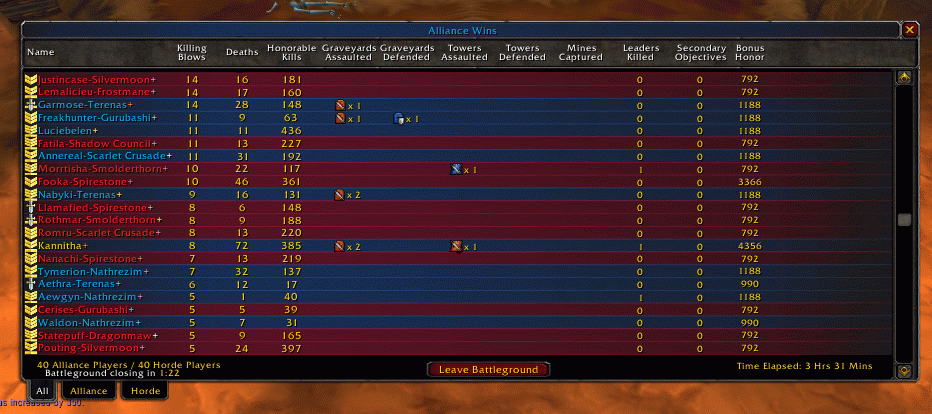 Alliance Wins
Name Killing Blows Deaths Honorable Kills Graveyards Assaulted Graveyards Defended Towers Assaulted Towers Defended Mines Captured Leaders Killed Secondary Objectives Bonus Honor
Justincase-Silvermoon+ 14 16 181 0 0 792
Lemalicieu-Frostmane+ 14 17 160 0 0 792
Garmose-Terenas+ 14 28 148 x 1 0 0 1188
Freakhunter-Gurubashi+ 11 9 63 x 1 x 1 0 0 1188
Luciebelen+ 11 11 436 0 0 1188
Fatila-Shadow Council+ 11 13 227 0 0 792
Annereal-Scarlet Crusade+ 11 31 192 0 0 1188
Morrtisha-Smolderthorn+ 10 22 117 x 1 1 0 792
Fooka-Spirestone+ 10 46 361 0 0 3366
Nabyki-Terenas+ 9 16 131 x 2 0 0 1188
Llamafied-Spirestone+ 8 6 148 0 0 792
Rothmar-Smolderthorn+ 8 9 188 0 0 792
Romru-Scarlet Crusade+ 8 13 220 0 0 792
Kannitha+ 8 72 385 x 2 x 1 1 0 4356
Nanachi-Spirestone+ 7 13 219 0 0 792
Tymerion-Nathrezim+ 7 32 137 0 0 1188
Aethra-Terenas+ 6 12 17 0 0 990
Aewgyn-Nathrezim+ 5 1 40 1 0 1188
Cerises-Gurubashi+ 5 5 39 0 0 792
Waldon-Nathrezim+ 5 7 31 0 0 990
Statepuff-Dragonmaw+ 5 9 165 0 0 792
Pouting-Silvermoon+ 5 24 397 0 0 792
40 Alliance Players / 40 Horde Players
Battleground closing in 1:22
Leave Battleground
Time Elapsed: 3 Hrs 31 Mins
All Alliance Horde
increased by